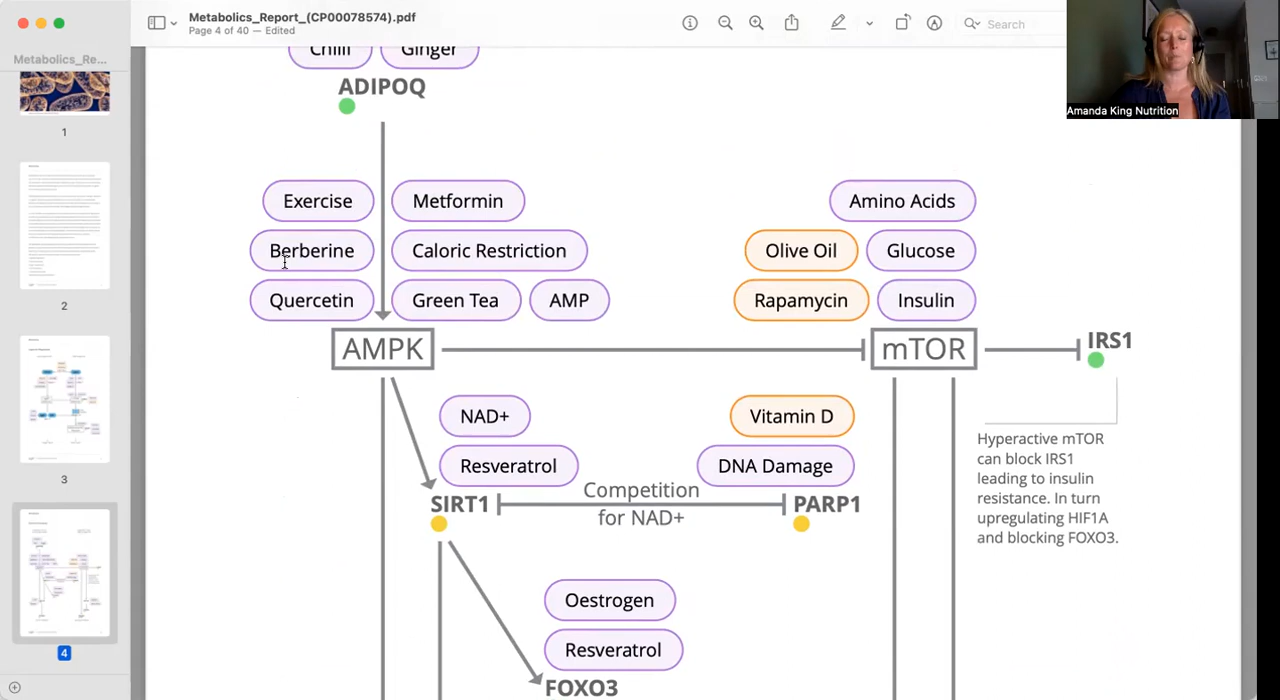 Metabolics_Re...
Metabolics_Report_(CP00078574).pdf
Page 4 of 40 — Edited
Search
Amanda King Nutrition
1
2
3
4
Chilli Ginger
ADIPOQ
Exercise Metformin Amino Acids
Berberine Caloric Restriction Olive Oil Glucose
Quercetin Green Tea AMP Rapamycin Insulin
AMPK mTOR IRS1
NAD+ Vitamin D
Resveratrol DNA Damage
SIRT1 Competition for NAD+ PARP1
Hyperactive mTOR
can block IRS1
leading to insulin
resistance. In turn
upregulating HIF1A
and blocking FOXO3.
Oestrogen
Resveratrol
FOXO3